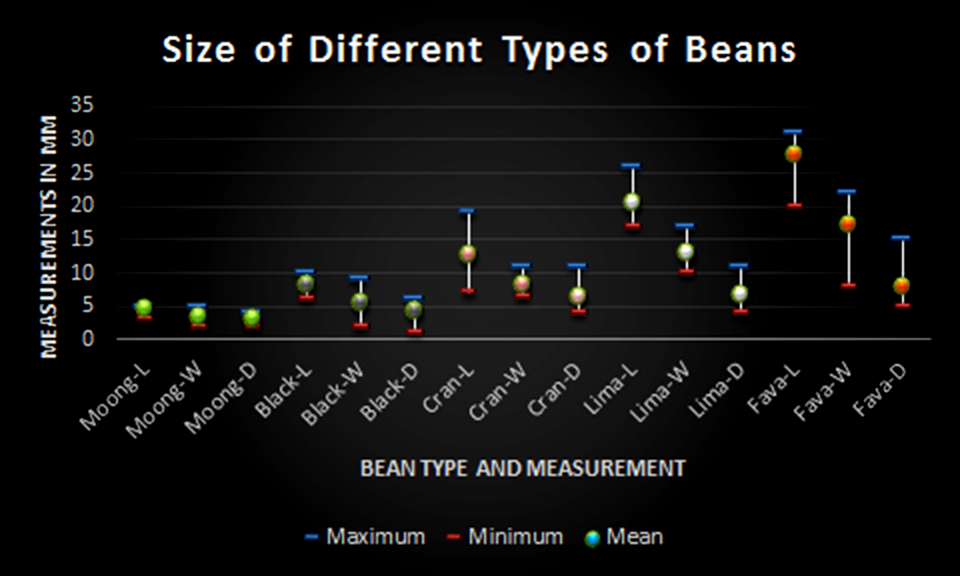 Size of Different Types of Beans
MEASUREMENTS IN MM
35
30
25
20
15
10
5
0
Moong-L
Moong-W
Moong-D
Black-L
Black-W
Black-D
Cran-L
Cran-W
Cran-D
Lima-L
Lima-W
Lima-D
Fava-L
Fava-W
Fava-D
BEAN TYPE AND MEASUREMENT
Maximum Minimum Mean